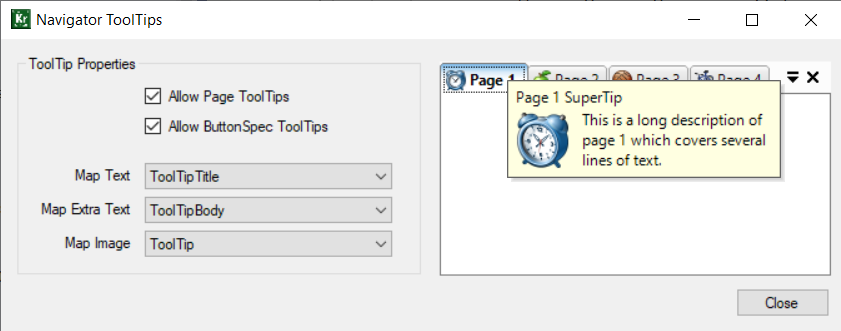 Kr Navigator ToolTips
ToolTip Properties
Allow Page ToolTips
Allow ButtonSpec ToolTips
Map Text ToolTipTitle
Map Extra Text ToolTipBody
Map Image ToolTip
Page 1 Page 2 Page 3 Page 4
Page 1 SuperTip
This is a long description of
page 1 which covers several
lines of text.
Close